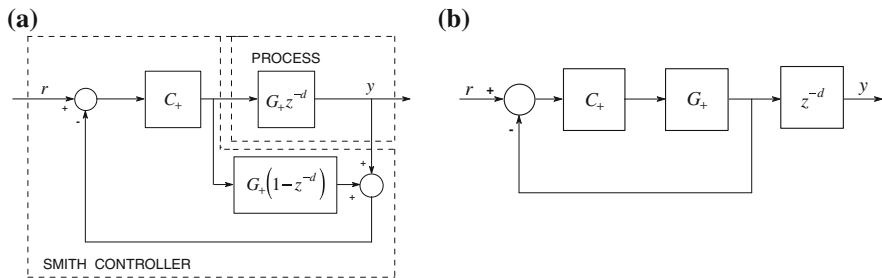 (a)
PROCESS
r
+
-
C₊
G₊z⁻ᵈ
y
+
+
G₊(1−z⁻ᵈ)
SMITH CONTROLLER
(b)
r
+
-
C₊
G₊
z⁻ᵈ
y